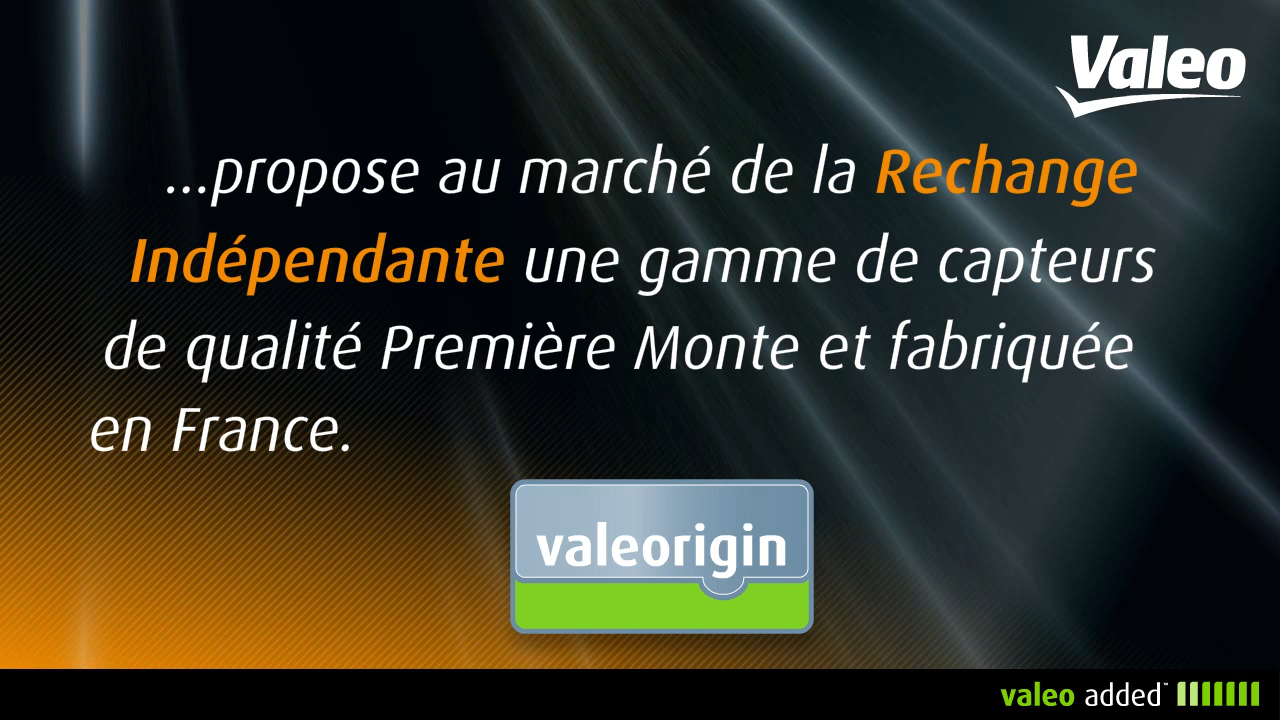 Valeo
...propose au marché de la Rechange
Indépendante une gamme de capteurs
de qualité Première Monte et fabriquée
en France.
valeorigin
valeo added™